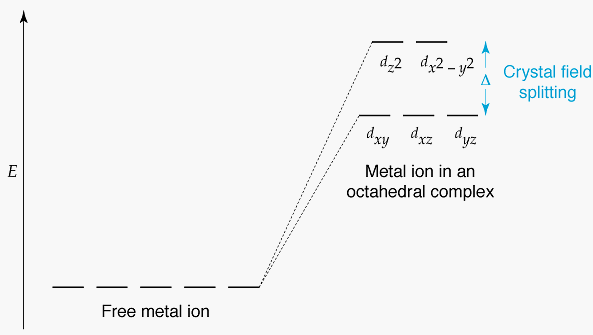 d_z2 d_x2 – y2
Δ
Crystal field
splitting
d_xy d_xz d_yz
E
Metal ion in an
octahedral complex
Free metal ion